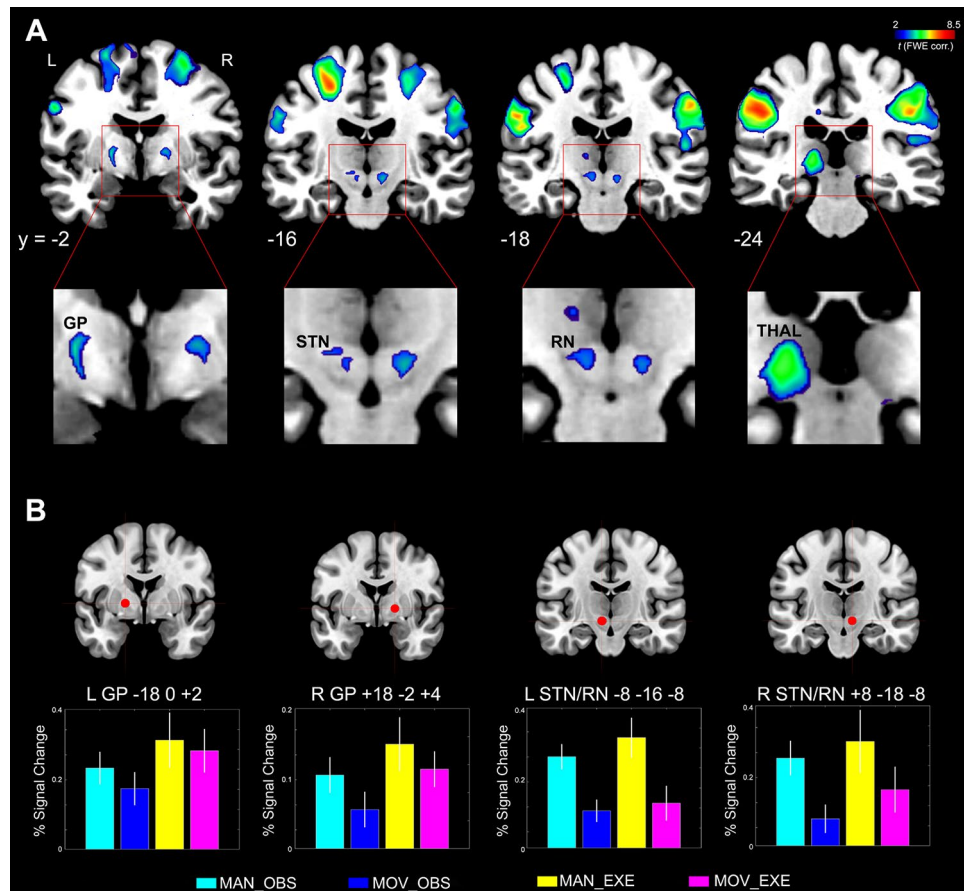 A
L
R
2 8.5
t (FWE corr.)
y = -2
-16
-18
-24
GP
STN
RN
THAL
B
L GP -18 0 +2
R GP +18 -2 +4
L STN/RN -8 -16 -8
R STN/RN +8 -18 -8
% Signal Change
0.4
0.2
0
% Signal Change
0.2
0.1
0
% Signal Change
0.4
0.2
0
% Signal Change
0.4
0.2
0
MAN_OBS
MOV_OBS
MAN_EXE
MOV_EXE